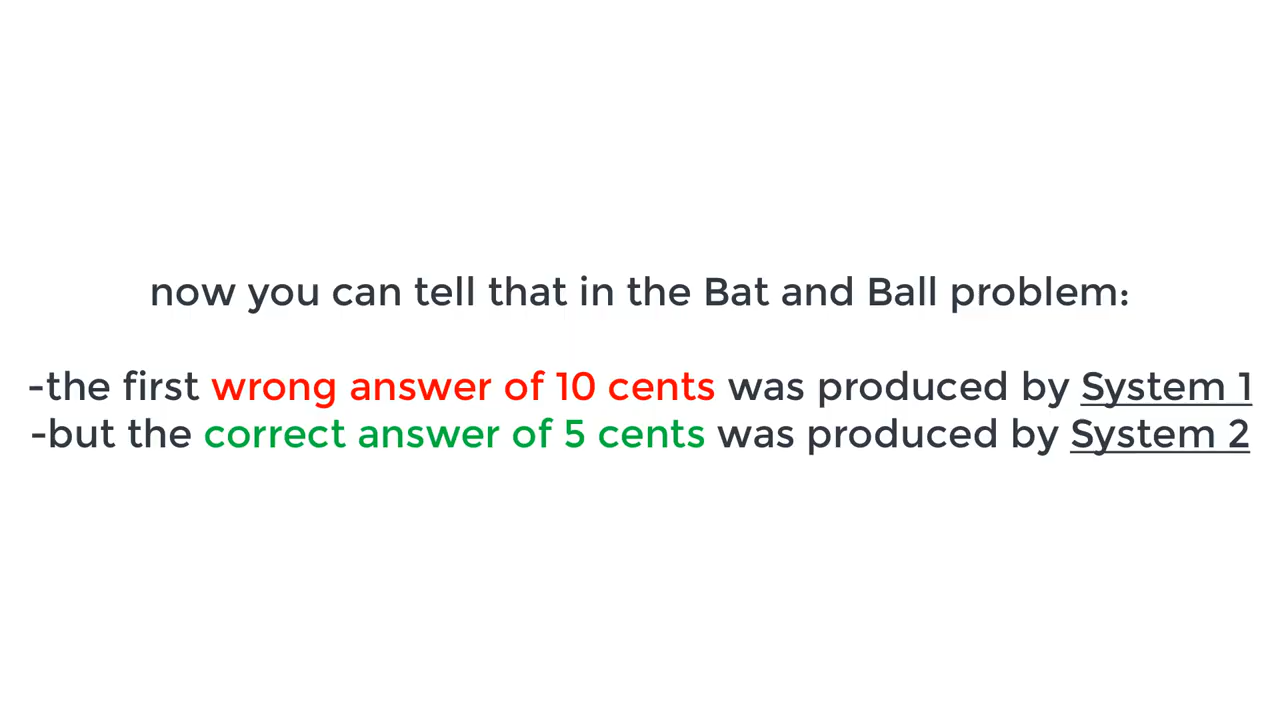 now you can tell that in the Bat and Ball problem:
-the first wrong answer of 10 cents was produced by System 1
-but the correct answer of 5 cents was produced by System 2